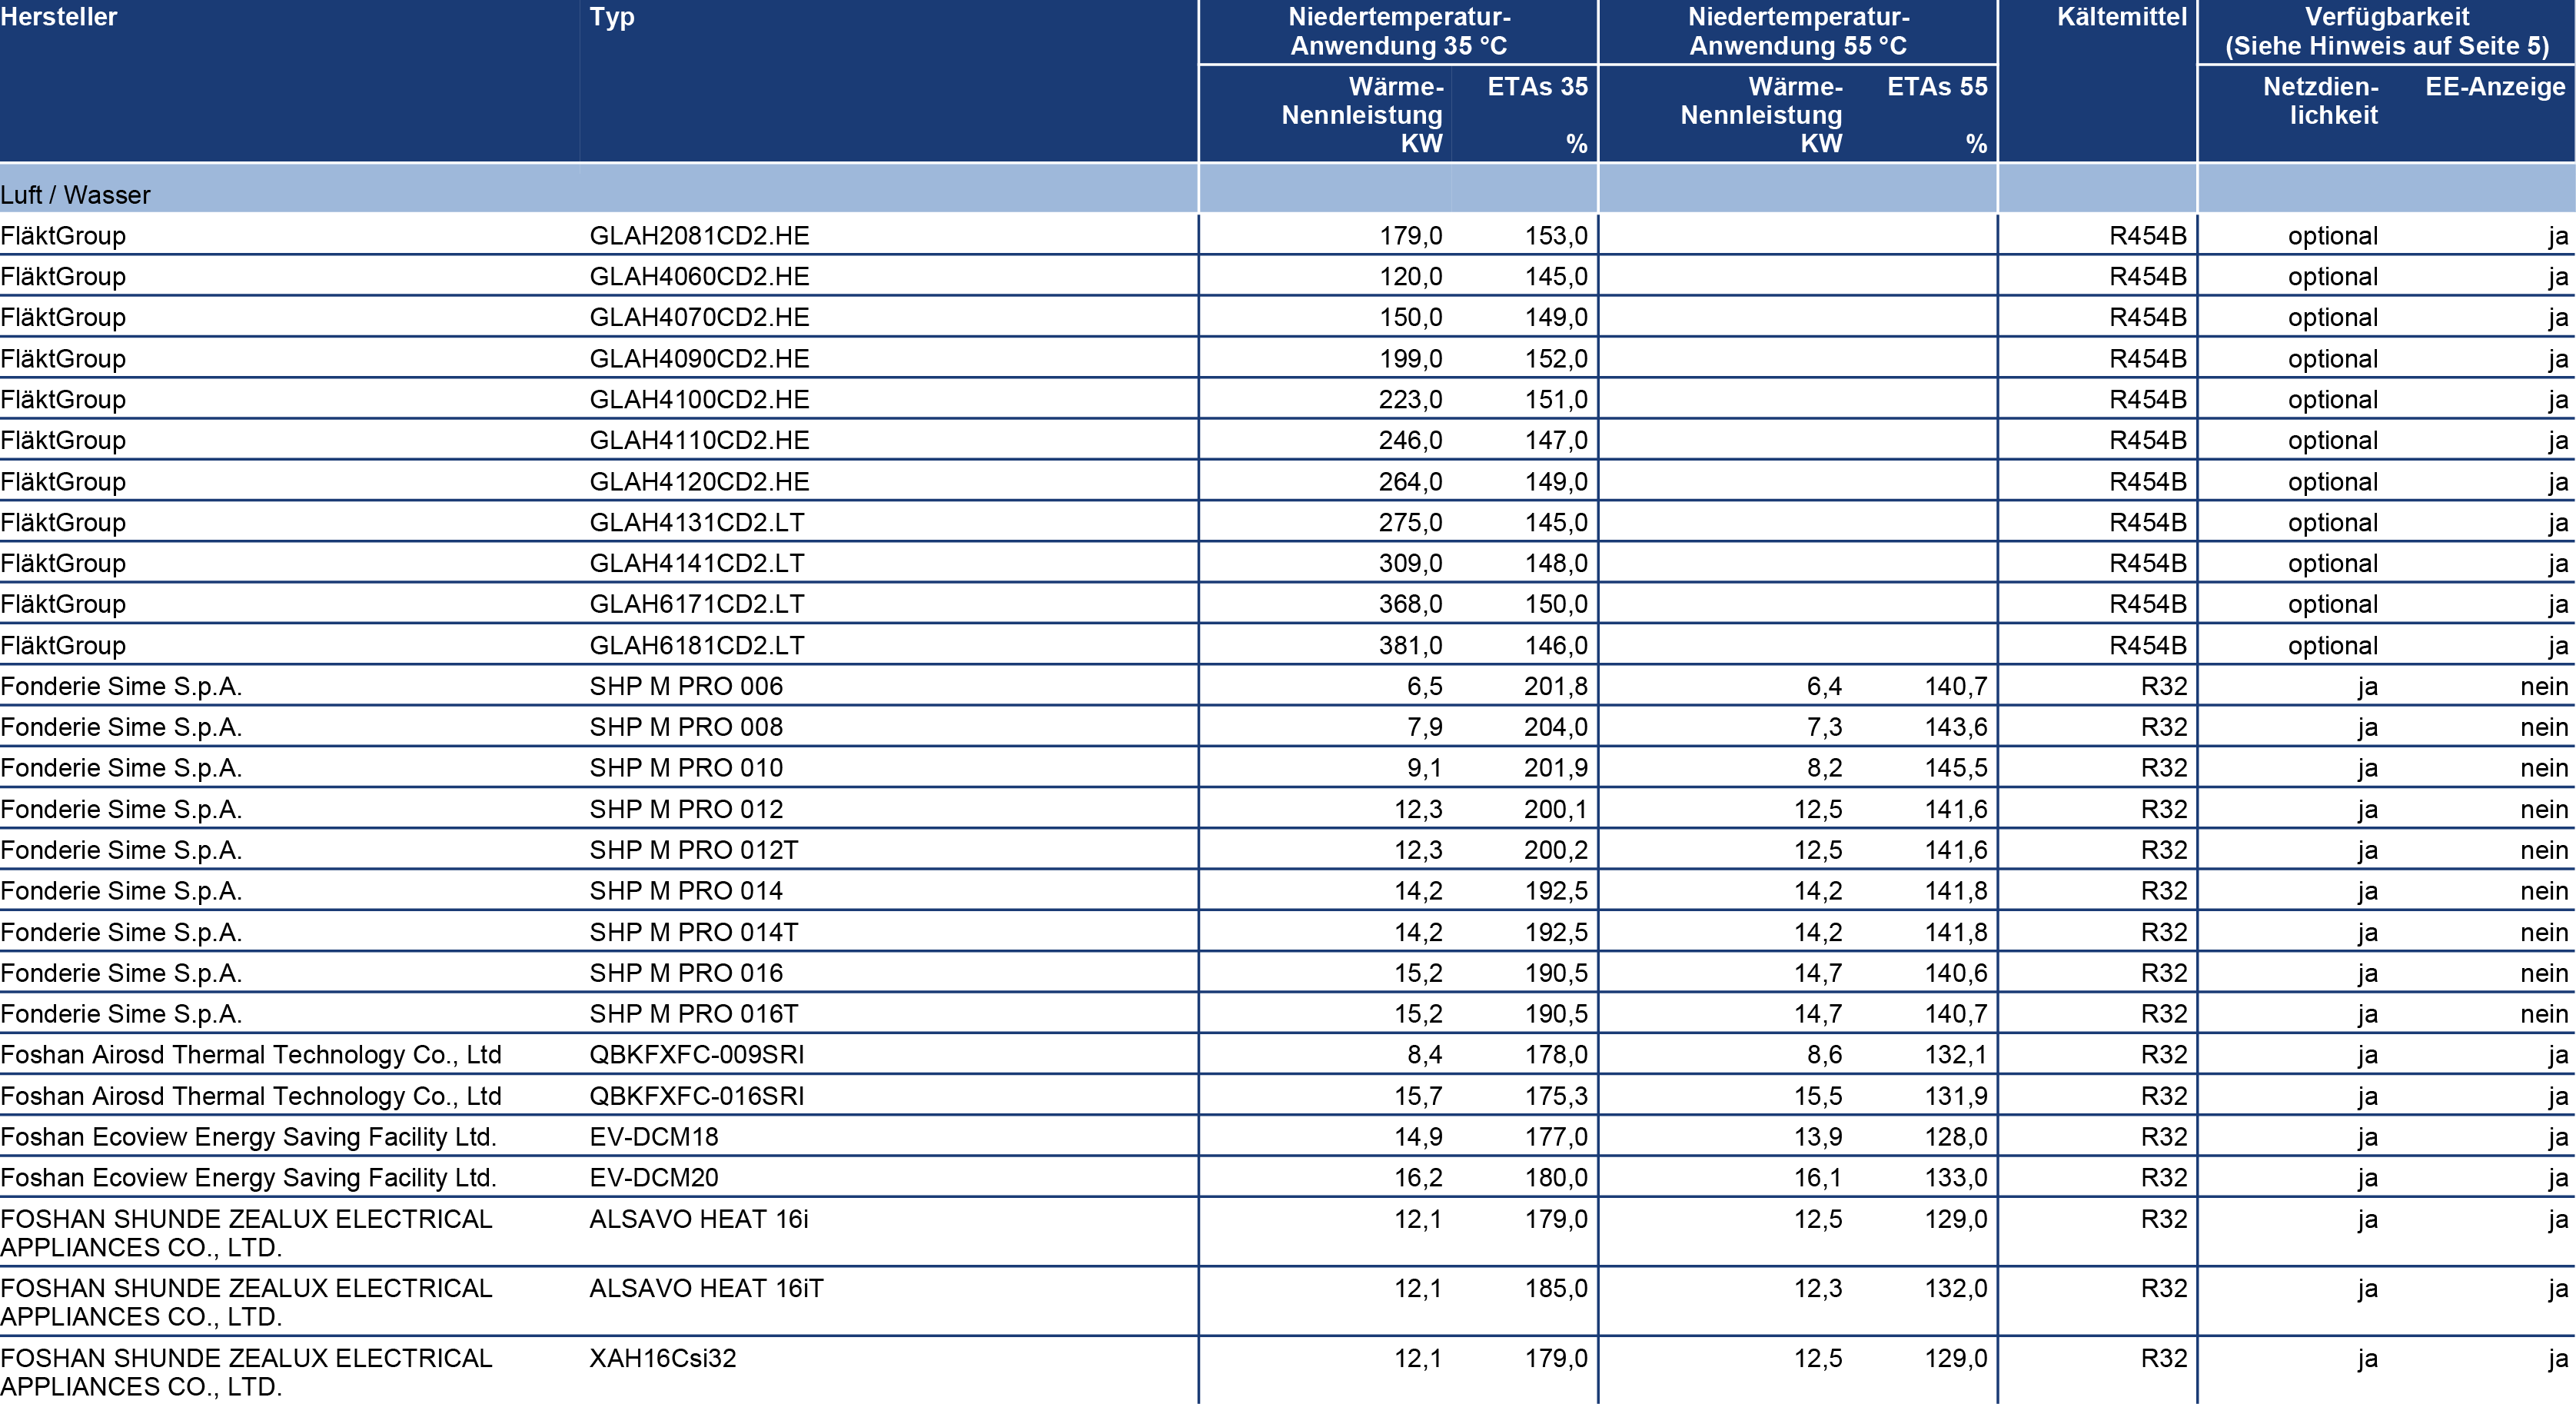 Hersteller Typ Niedertemperatur- Niedertemperatur- Kältemittel Verfügbarkeit
Anwendung 35 °C Anwendung 55 °C (Siehe Hinweis auf Seite 5)
Wärme- ETAs 35 Wärme- ETAs 55 Netzdien- EE-Anzeige
Nennleistung Nennleistung lichkeit
KW % KW %
Luft / Wasser
FläktGroup GLAH2081CD2.HE 179,0 153,0 R454B optional ja
FläktGroup GLAH4060CD2.HE 120,0 145,0 R454B optional ja
FläktGroup GLAH4070CD2.HE 150,0 149,0 R454B optional ja
FläktGroup GLAH4090CD2.HE 199,0 152,0 R454B optional ja
FläktGroup GLAH4100CD2.HE 223,0 151,0 R454B optional ja
FläktGroup GLAH4110CD2.HE 246,0 147,0 R454B optional ja
FläktGroup GLAH4120CD2.HE 264,0 149,0 R454B optional ja
FläktGroup GLAH4131CD2.LT 275,0 145,0 R454B optional ja
FläktGroup GLAH4141CD2.LT 309,0 148,0 R454B optional ja
FläktGroup GLAH6171CD2.LT 368,0 150,0 R454B optional ja
FläktGroup GLAH6181CD2.LT 381,0 146,0 R454B optional ja
Fonderie Sime S.p.A. SHP M PRO 006 6,5 201,8 6,4 140,7 R32 ja nein
Fonderie Sime S.p.A. SHP M PRO 008 7,9 204,0 7,3 143,6 R32 ja nein
Fonderie Sime S.p.A. SHP M PRO 010 9,1 201,9 8,2 145,5 R32 ja nein
Fonderie Sime S.p.A. SHP M PRO 012 12,3 200,1 12,5 141,6 R32 ja nein
Fonderie Sime S.p.A. SHP M PRO 012T 12,3 200,2 12,5 141,6 R32 ja nein
Fonderie Sime S.p.A. SHP M PRO 014 14,2 192,5 14,2 141,8 R32 ja nein
Fonderie Sime S.p.A. SHP M PRO 014T 14,2 192,5 14,2 141,8 R32 ja nein
Fonderie Sime S.p.A. SHP M PRO 016 15,2 190,5 14,7 140,6 R32 ja nein
Fonderie Sime S.p.A. SHP M PRO 016T 15,2 190,5 14,7 140,7 R32 ja nein
Foshan Airosd Thermal Technology Co., Ltd QBKFXFC-009SRI 8,4 178,0 8,6 132,1 R32 ja ja
Foshan Airosd Thermal Technology Co., Ltd QBKFXFC-016SRI 15,7 175,3 15,5 131,9 R32 ja ja
Foshan Ecoview Energy Saving Facility Ltd. EV-DCM18 14,9 177,0 13,9 128,0 R32 ja ja
Foshan Ecoview Energy Saving Facility Ltd. EV-DCM20 16,2 180,0 16,1 133,0 R32 ja ja
FOSHAN SHUNDE ZEALUX ELECTRICAL ALSAVO HEAT 16i 12,1 179,0 12,5 129,0 R32 ja ja
APPLIANCES CO., LTD.
FOSHAN SHUNDE ZEALUX ELECTRICAL ALSAVO HEAT 16iT 12,1 185,0 12,3 132,0 R32 ja ja
APPLIANCES CO., LTD.
FOSHAN SHUNDE ZEALUX ELECTRICAL XAH16Csi32 12,1 179,0 12,5 129,0 R32 ja ja
APPLIANCES CO., LTD.